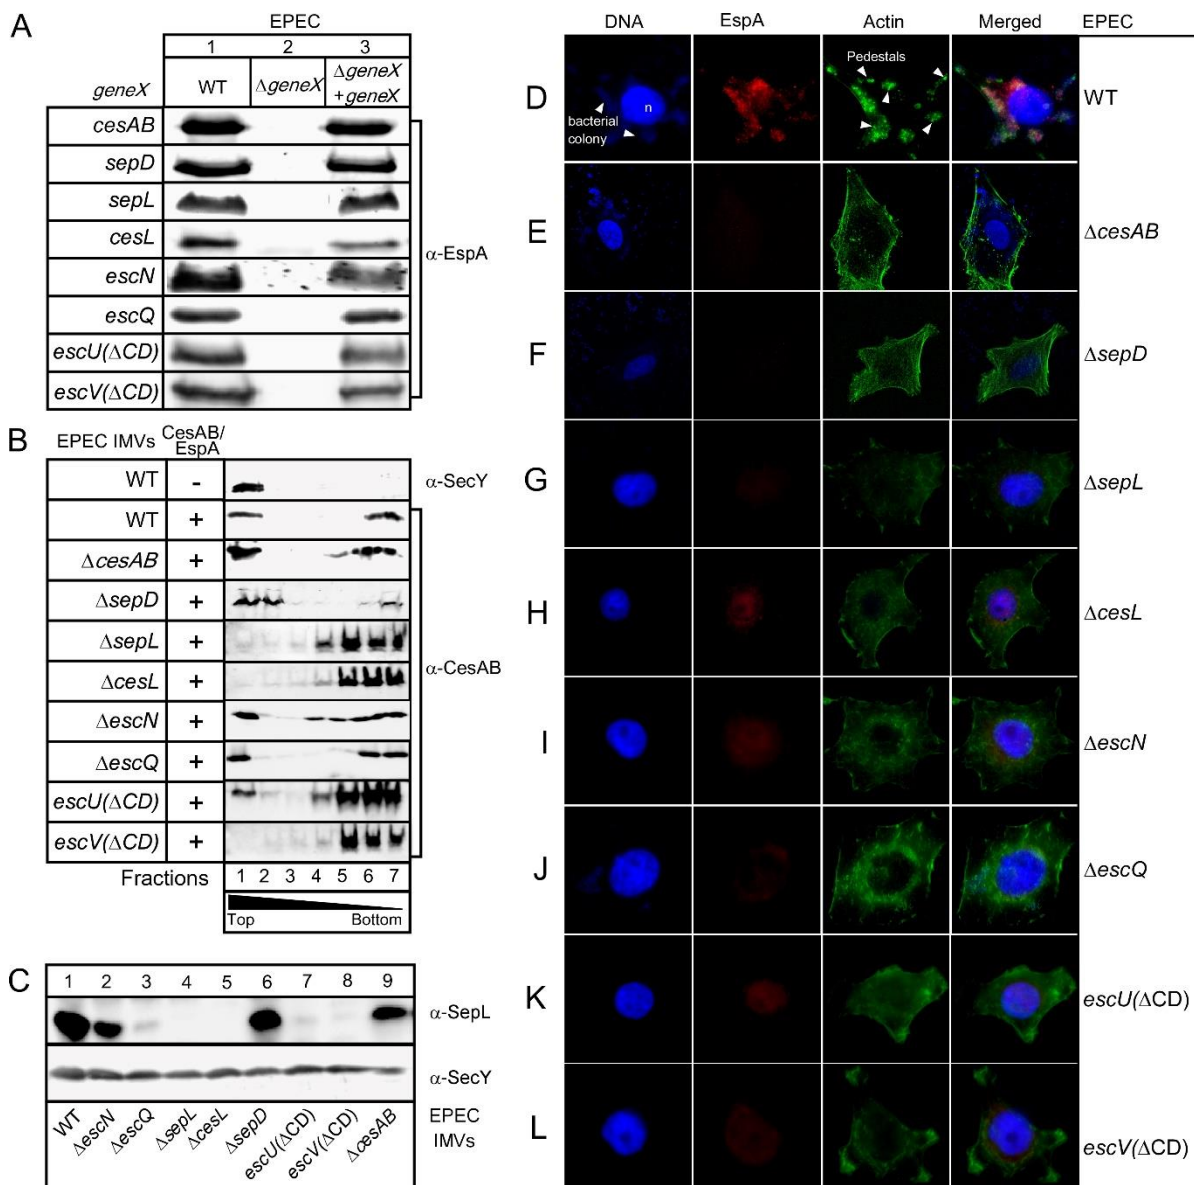 A
EPEC
1 2 3
geneX WT ΔgeneX ΔgeneX
+geneX
cesAB
sepD
sepL
cesL
α-EspA
escN
escQ
escU(ΔCD)
escV(ΔCD)
B
EPEC IMVs CesAB/
EspA
WT - α-SecY
WT +
ΔcesAB +
ΔsepD +
ΔsepL +
α-CesAB
ΔcesL +
ΔescN +
ΔescQ +
escU(ΔCD) +
escV(ΔCD) +
Fractions 1 2 3 4 5 6 7
Top Bottom
C
1 2 3 4 5 6 7 8 9
α-SepL
α-SecY
WT ΔescN ΔescQ ΔsepL ΔcesL ΔsepD escU(ΔCD) escV(ΔCD) ΔcesAB
EPEC
IMVs
DNA EspA Actin Merged EPEC
D
n
bacterial
colony
Pedestals
WT
E ΔcesAB
F ΔsepD
G ΔsepL
H ΔcesL
I ΔescN
J ΔescQ
K escU(ΔCD)
L escV(ΔCD)